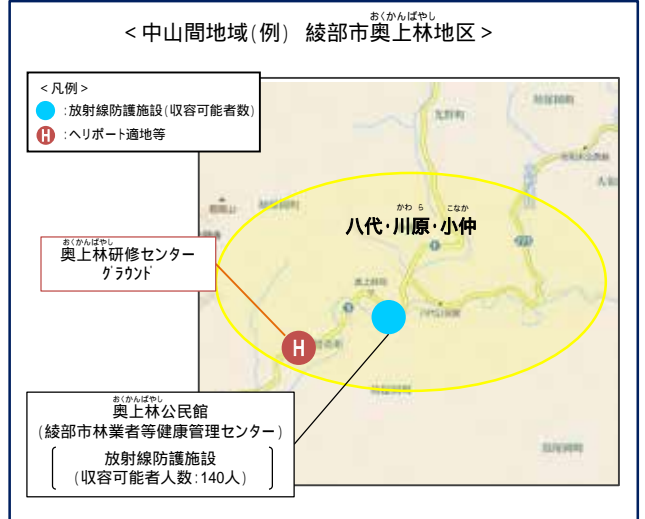 おくかんばやし
<中山間地域(例) 綾部市奥上林地区>
<凡例>
:放射線防護施設(収容可能者数)
H :ヘリポート適地等
かわら こなか
八代・川原・小仲
おくかんばやし
奥上林研修センター
グラウンド
H
おくかんばやし
奥上林公民館
(綾部市林業者等健康管理センター)
放射線防護施設
(収容可能者人数:140人)